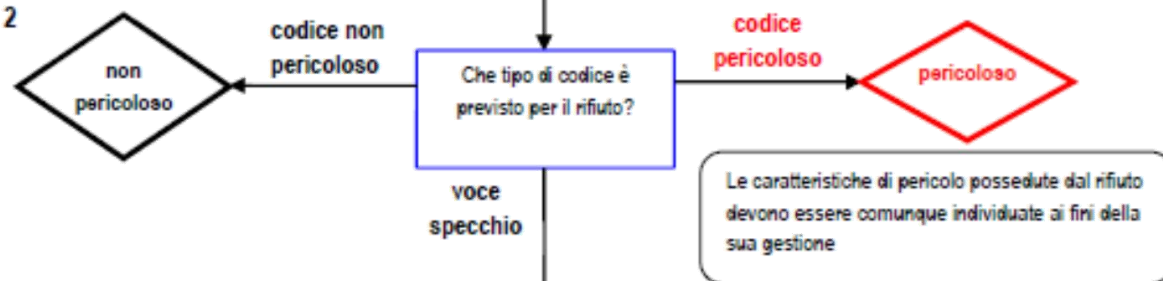 2
codice non
pericoloso
codice
pericoloso
non
pericoloso
Che tipo di codice è
previsto per il rifiuto?
pericoloso
voce
specchio
Le caratteristiche di pericolo possedute dal rifiuto
devono essere comunque individuate ai fini della
sua gestione